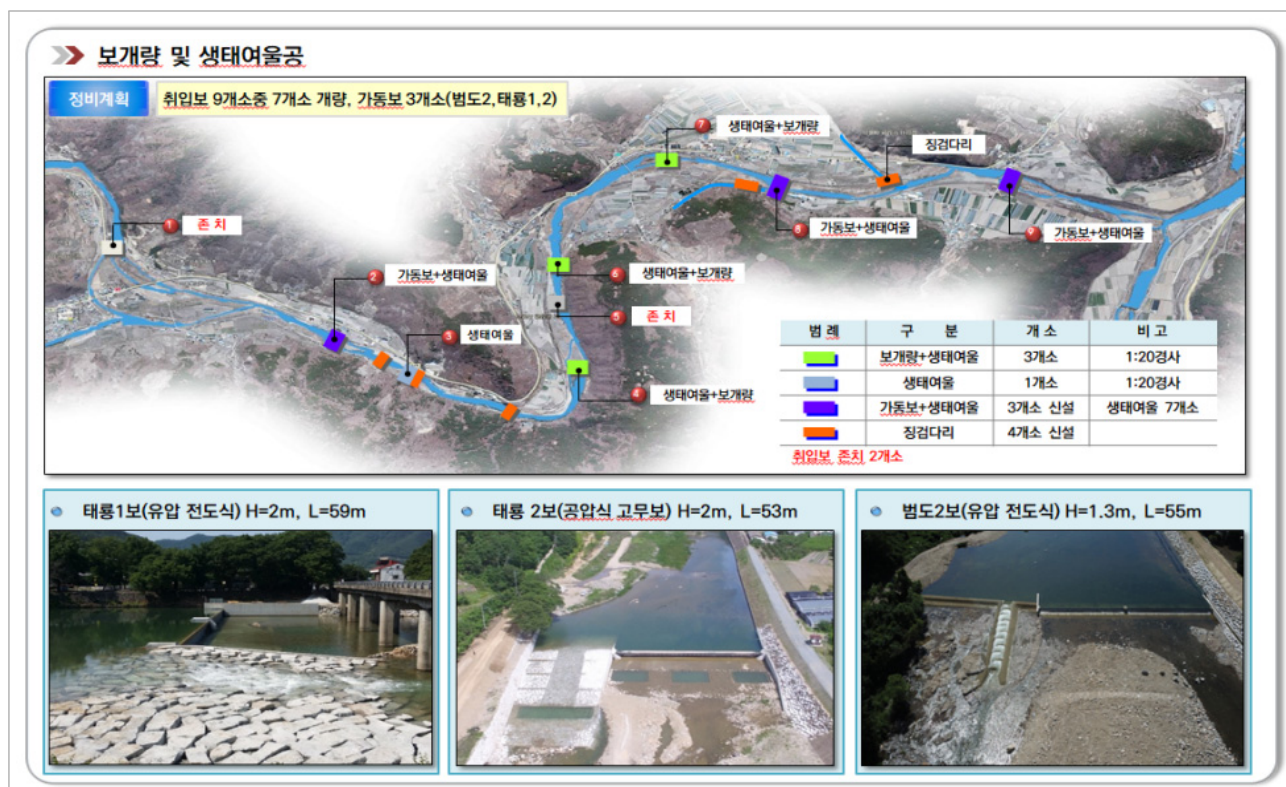 보개량 및 생태여울공
정비계획
취입보 9개소중 7개소 개량, 가동보 3개소(범도2,태룡1,2)
7 생태여울+보개량
징검다리
1 존 치
8 가동보+생태여울
9 가동보+생태여울
2 가동보+생태여울
6 생태여울+보개량
5 존 치
3 생태여울
4 생태여울+보개량
범 례 구 분 개 소 비 고
보개량+생태여울 3개소 1:20경사
생태여울 1개소 1:20경사
가동보+생태여울 3개소 신설 생태여울 7개소
징검다리 4개소 신설
취입보 존치 2개소
태룡1보(유압 전도식) H=2m, L=59m
태룡 2보(공압식 고무보) H=2m, L=53m
범도2보(유압 전도식) H=1.3m, L=55m